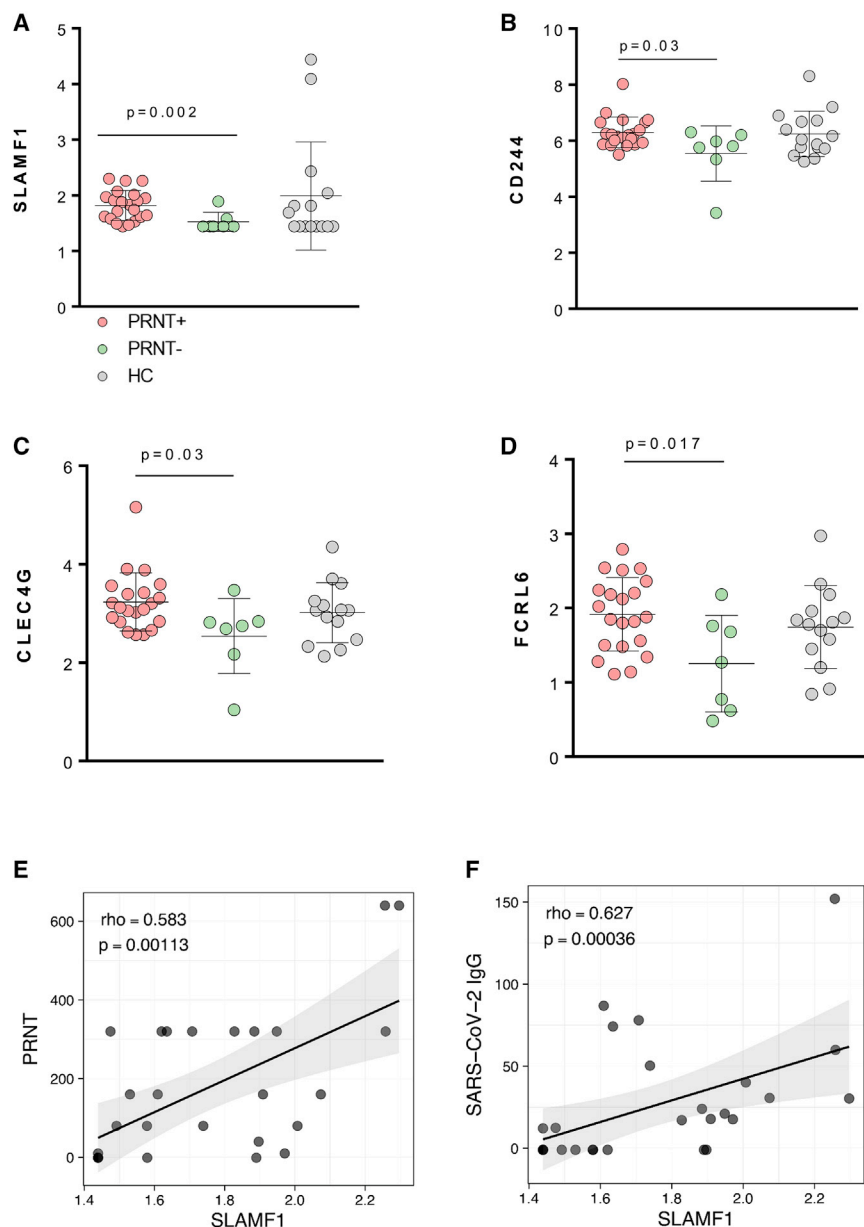 A
SLAMF1
5
4
3
2
1
0
p=0.002
PRNT+
PRNT-
HC
B
CD244
10
8
6
4
2
0
p=0.03
C
CLEC4G
6
4
2
0
p=0.03
D
FCRL6
4
3
2
1
0
p=0.017
E
PRNT
600
400
200
0
rho = 0.583
p = 0.00113
1.4 1.6 1.8 2.0 2.2
SLAMF1
F
SARS−CoV−2 IgG
150
100
75
50
25
0
rho = 0.627
p = 0.00036
1.4 1.6 1.8 2.0 2.2
SLAMF1